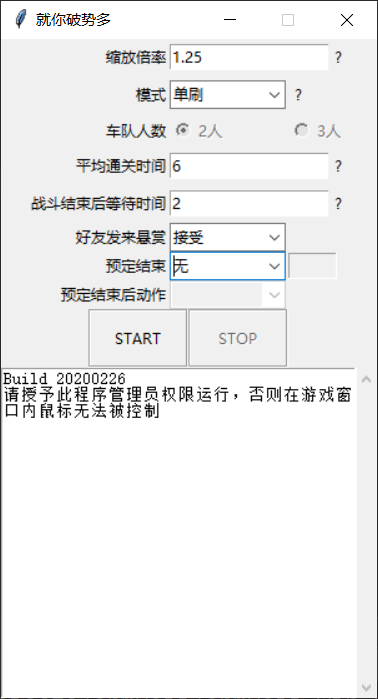 就你破势多
缩放倍率 1.25 ?
模式 单刷 ?
车队人数 2人 3人
平均通关时间 6 ?
战斗结束后等待时间 2 ?
好友发来悬赏 接受
预定结束 无
预定结束后动作
START STOP
Build 20200226
请授予此程序管理员权限运行，否则在游戏窗
口内鼠标无法被控制